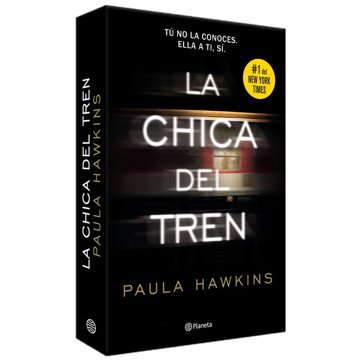 TÚ NO LA CONOCES.
ELLA A TI, SÍ.
#1 del
NEW YORK
TIMES
LA
CHICA
DEL
TREN
PAULA HAWKINS
Planeta
LA CHICA DEL TREN
PAULA HAWKINS